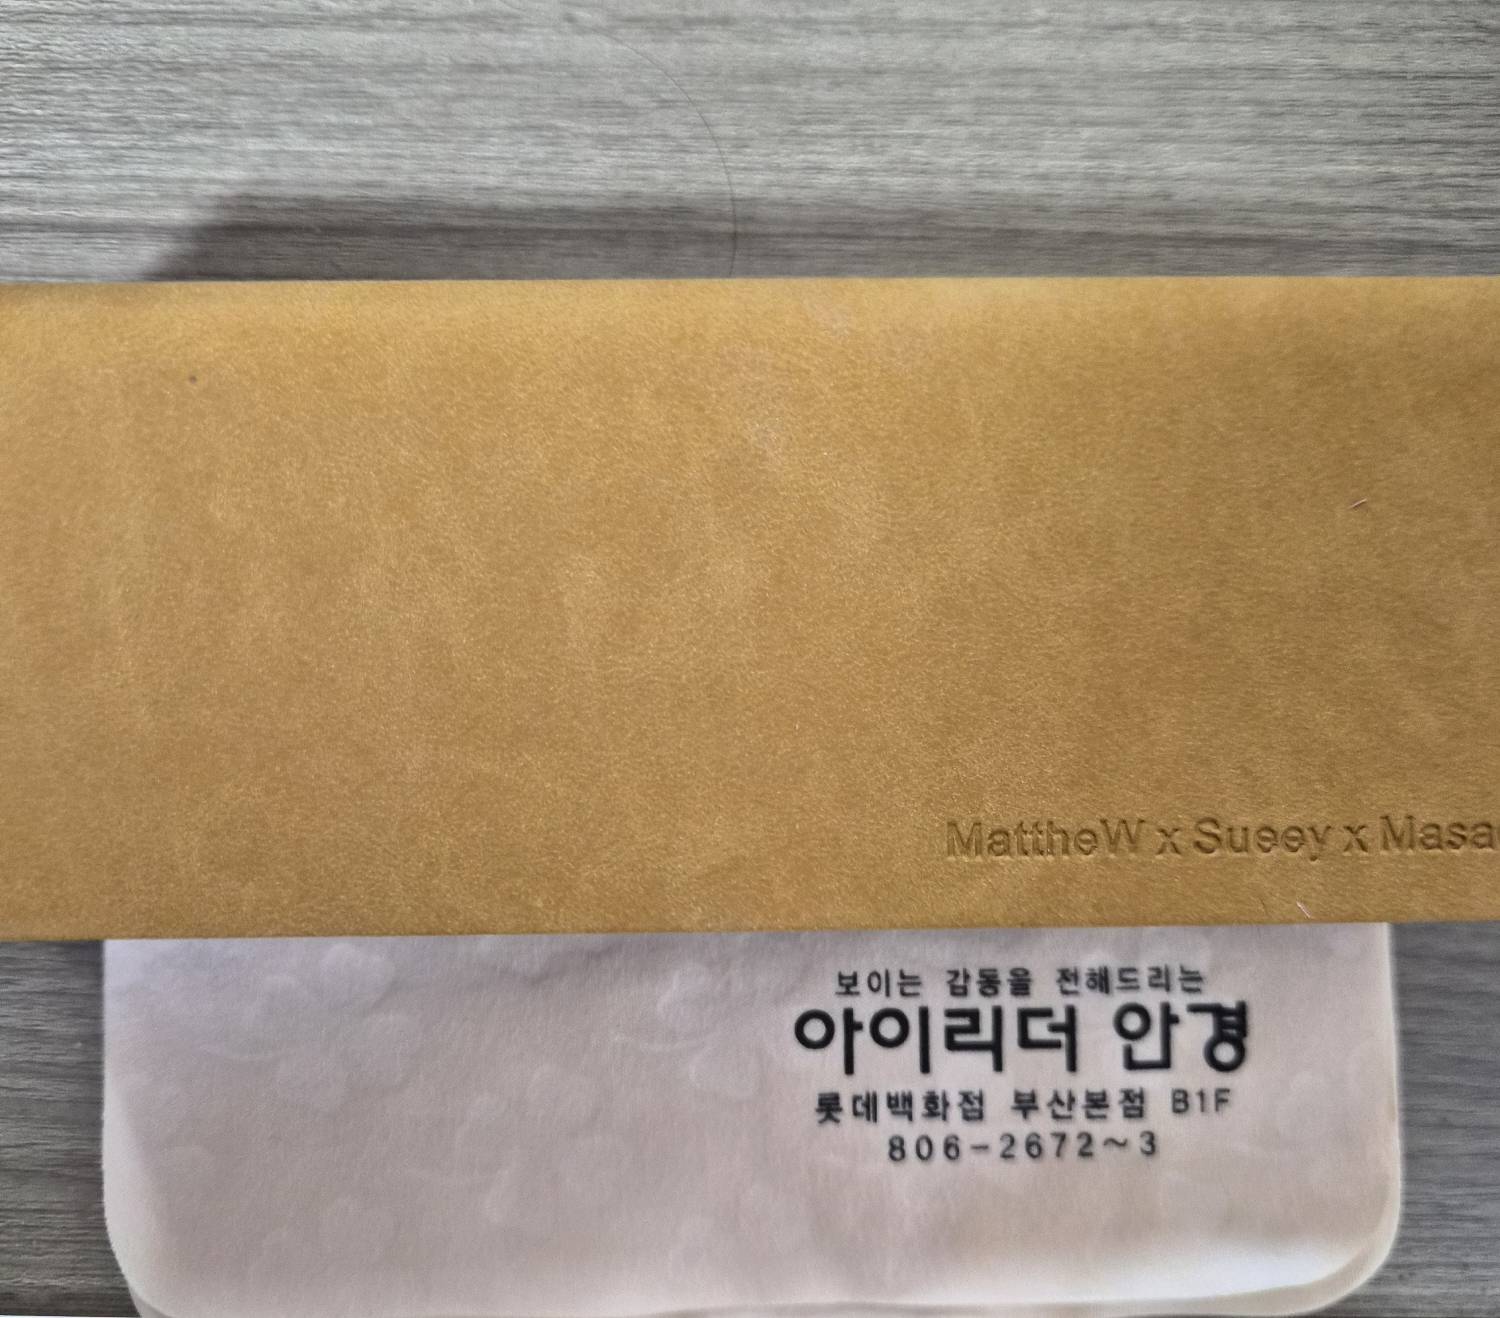 MattheW x Sueey x Masa
보이는 감동을 전해드리는
아이리더 안경
롯데백화점 부산본점 B1F
806-2672~3